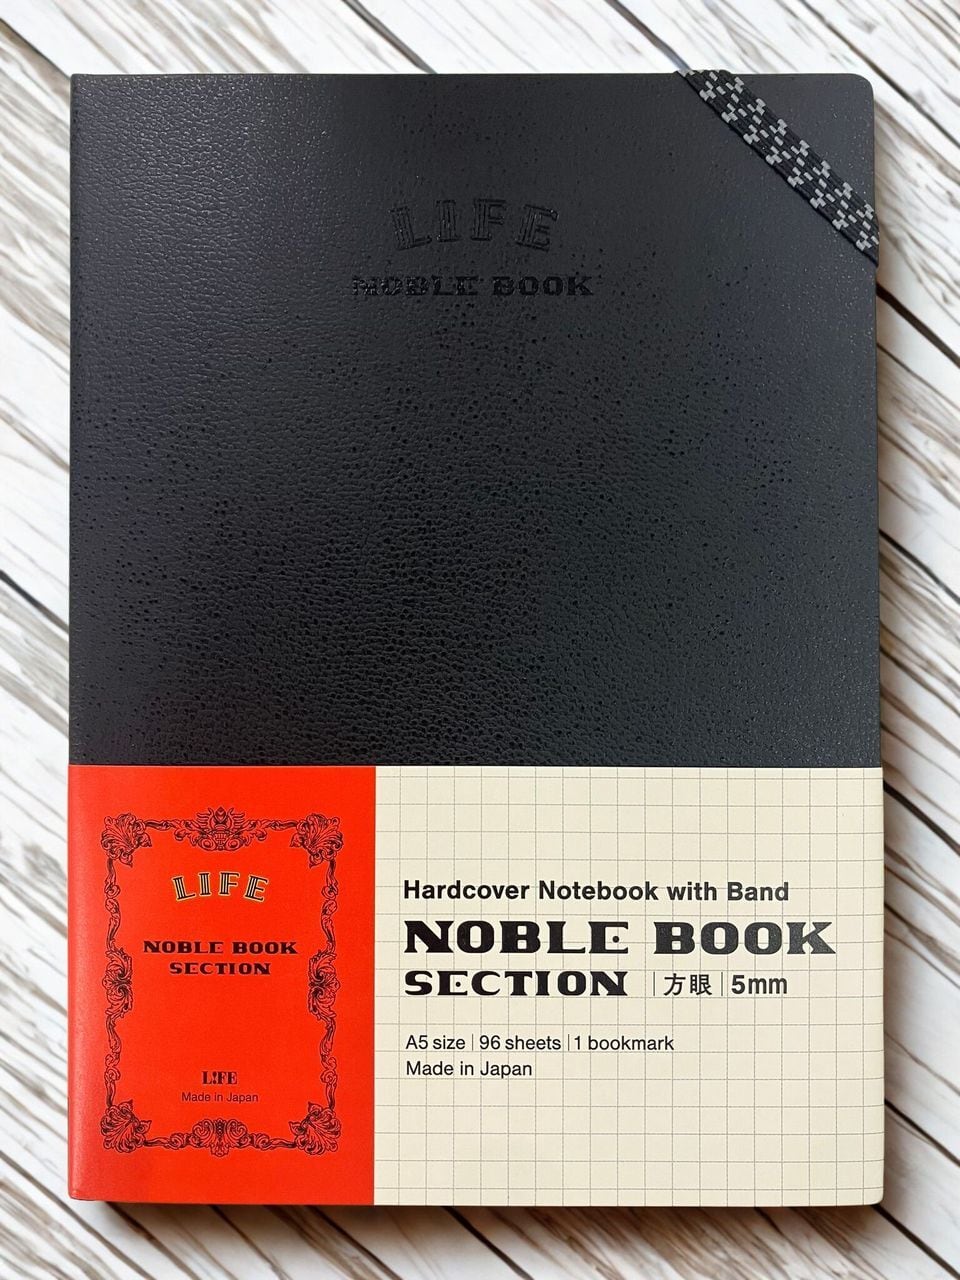 LIFE
NOBLE BOOK
LIFE
NOBLE BOOK
SECTION
L!FE
Made in Japan
Hardcover Notebook with Band
NOBLE BOOK
SECTION | 方眼 | 5mm
A5 size | 96 sheets | 1 bookmark
Made in Japan